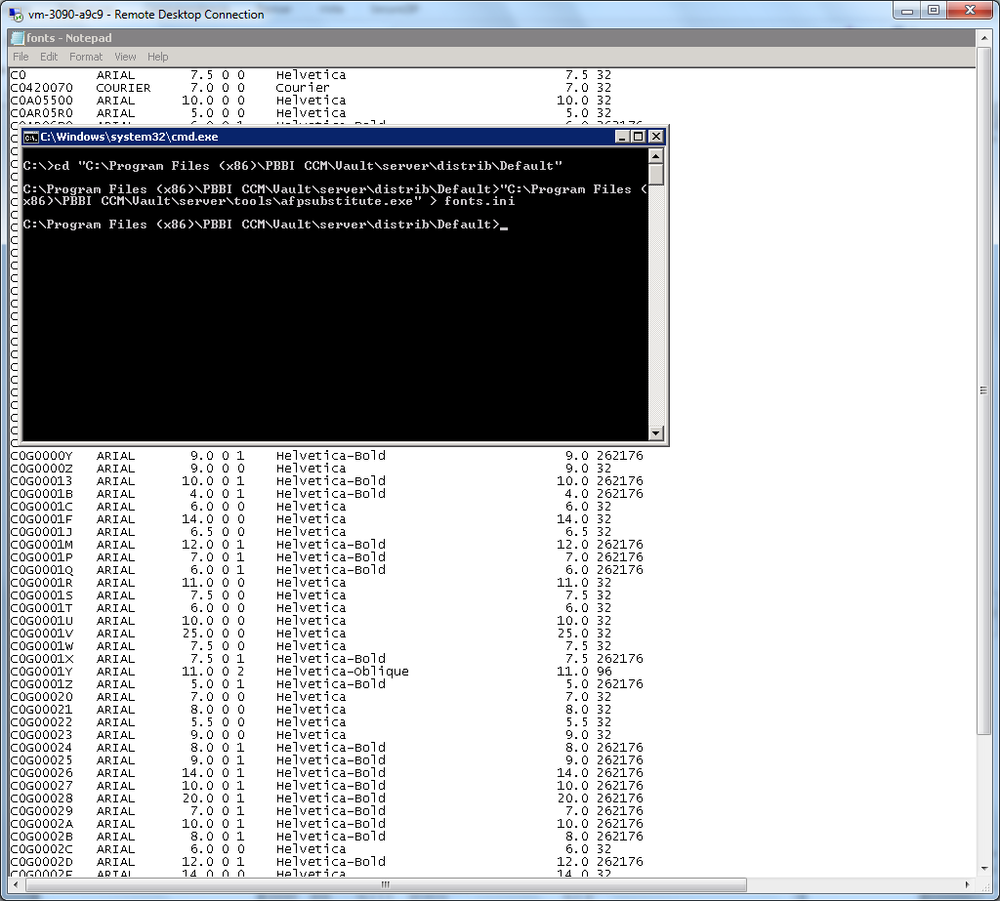 vm-3090-a9c9 - Remote Desktop Connection
fonts - Notepad
File Edit Format View Help
C0 ARIAL 7.5 0 0 Helvetica 7.5 32
C0420070 COURIER 7.0 0 0 Courier 7.0 32
C0A05500 ARIAL 10.0 0 0 Helvetica 10.0 32
C0AR05R0 ARIAL 5.0 0 0 Helvetica 5.0 32
C:\Windows\system32\cmd.exe
C:\>cd "C:\Program Files (x86)\PBBI CCM\Vault\server\distrib\Default"
C:\Program Files (x86)\PBBI CCM\Vault\server\distrib\Default>"C:\Program Files (
x86)\PBBI CCM\Vault\server\tools\afpsubstitute.exe" > fonts.ini
C:\Program Files (x86)\PBBI CCM\Vault\server\distrib\Default>_
C0G0000Y ARIAL 9.0 0 1 Helvetica-Bold 9.0 262176
C0G0000Z ARIAL 9.0 0 0 Helvetica 9.0 32
C0G00013 ARIAL 10.0 0 1 Helvetica-Bold 10.0 262176
C0G0001B ARIAL 4.0 0 1 Helvetica-Bold 4.0 262176
C0G0001C ARIAL 6.0 0 0 Helvetica 6.0 32
C0G0001F ARIAL 14.0 0 0 Helvetica 14.0 32
C0G0001J ARIAL 6.5 0 0 Helvetica 6.5 32
C0G0001M ARIAL 12.0 0 1 Helvetica-Bold 12.0 262176
C0G0001P ARIAL 7.0 0 1 Helvetica-Bold 7.0 262176
C0G0001Q ARIAL 6.0 0 1 Helvetica-Bold 6.0 262176
C0G0001R ARIAL 11.0 0 0 Helvetica 11.0 32
C0G0001S ARIAL 7.5 0 0 Helvetica 7.5 32
C0G0001T ARIAL 6.0 0 0 Helvetica 6.0 32
C0G0001U ARIAL 10.0 0 0 Helvetica 10.0 32
C0G0001V ARIAL 25.0 0 0 Helvetica 25.0 32
C0G0001W ARIAL 7.5 0 0 Helvetica 7.5 32
C0G0001X ARIAL 7.5 0 1 Helvetica-Bold 7.5 262176
C0G0001Y ARIAL 11.0 0 2 Helvetica-Oblique 11.0 96
C0G0001Z ARIAL 5.0 0 1 Helvetica-Bold 5.0 262176
C0G00020 ARIAL 7.0 0 0 Helvetica 7.0 32
C0G00021 ARIAL 8.0 0 0 Helvetica 8.0 32
C0G00022 ARIAL 5.5 0 0 Helvetica 5.5 32
C0G00023 ARIAL 9.0 0 0 Helvetica 9.0 32
C0G00024 ARIAL 8.0 0 1 Helvetica-Bold 8.0 262176
C0G00025 ARIAL 9.0 0 1 Helvetica-Bold 9.0 262176
C0G00026 ARIAL 14.0 0 1 Helvetica-Bold 14.0 262176
C0G00027 ARIAL 10.0 0 1 Helvetica-Bold 10.0 262176
C0G00028 ARIAL 20.0 0 1 Helvetica-Bold 20.0 262176
C0G00029 ARIAL 7.0 0 1 Helvetica-Bold 7.0 262176
C0G0002A ARIAL 10.0 0 1 Helvetica-Bold 10.0 262176
C0G0002B ARIAL 8.0 0 1 Helvetica-Bold 8.0 262176
C0G0002C ARIAL 6.0 0 0 Helvetica 6.0 32
C0G0002D ARIAL 12.0 0 1 Helvetica-Bold 12.0 262176
ARIAL 14.0 0 0 Helvetica 14.0 32